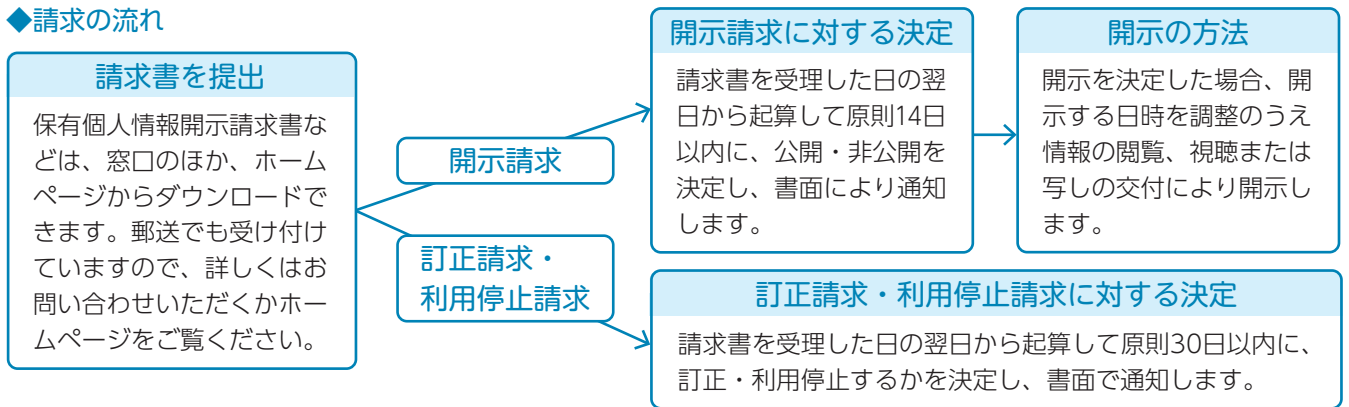 ◆請求の流れ
請求書を提出
保有個人情報開示請求書な
どは、窓口のほか、ホーム
ページからダウンロードで
きます。郵送でも受け付け
ていますので、詳しくはお
問い合わせいただくかホー
ムページをご覧ください。
開示請求
開示請求に対する決定
請求書を受理した日の翌
日から起算して原則14日
以内に、公開・非公開を
決定し、書面により通知
します。
開示の方法
開示を決定した場合、開
示する日時を調整のうえ
情報の閲覧、視聴または
写しの交付により開示し
ます。
訂正請求・
利用停止請求
訂正請求・利用停止請求に対する決定
請求書を受理した日の翌日から起算して原則30日以内に、
訂正・利用停止するかを決定し、書面で通知します。